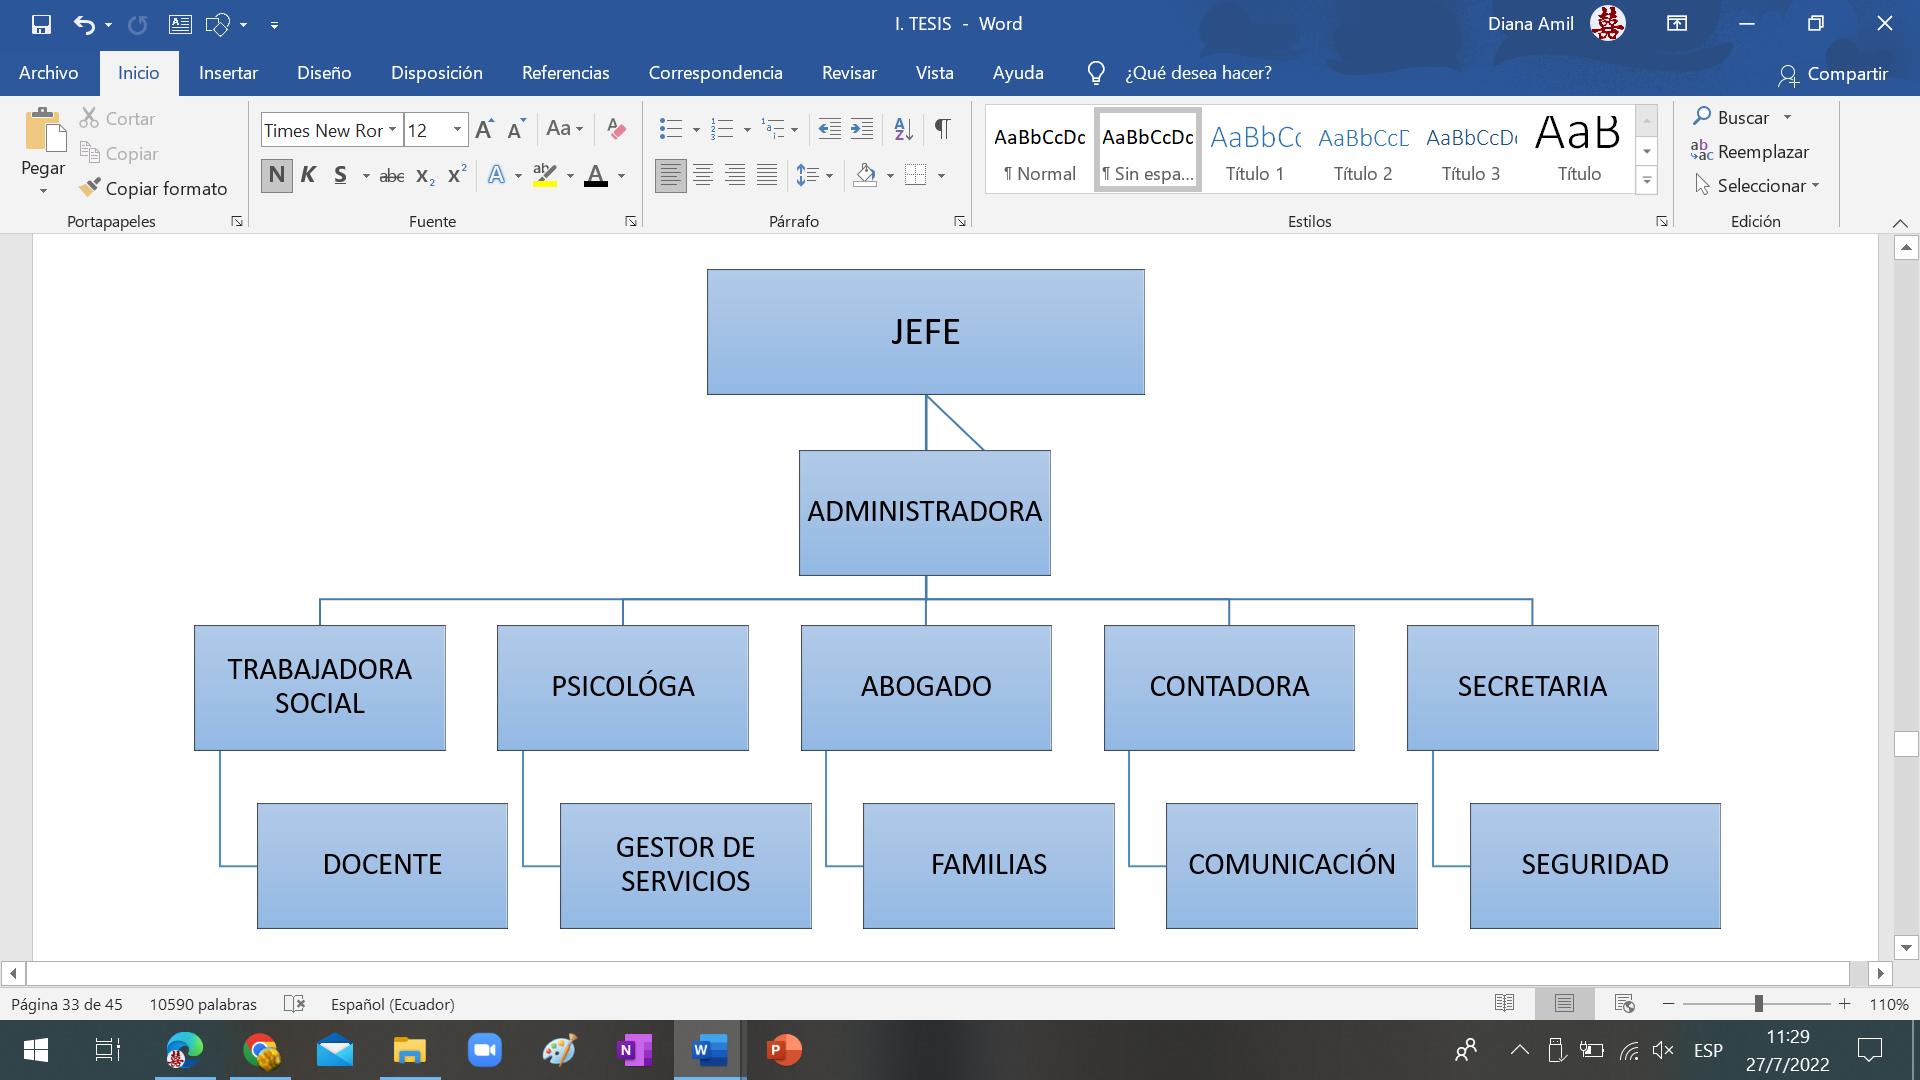 I. TESIS - Word
Diana Amil
Archivo
Inicio
Insertar
Diseño
Disposición
Referencias
Correspondencia
Revisar
Vista
Ayuda
¿Qué desea hacer?
Compartir
Pegar
Cortar
Copiar
Copiar formato
Portapapeles
Times New Ror
12
Aa
N K S abc x₂ x²
Fuente
Párrafo
AaBbCcDc
¶ Normal
AaBbCcDc
¶ Sin espa...
AaBbCc
Título 1
AaBbCcD
Título 2
AaBbCcDc
Título 3
AaB
Título
Estilos
Buscar
Reemplazar
Seleccionar
Edición
JEFE
ADMINISTRADORA
TRABAJADORA
SOCIAL
PSICOLÓGA
ABOGADO
CONTADORA
SECRETARIA
DOCENTE
GESTOR DE
SERVICIOS
FAMILIAS
COMUNICACIÓN
SEGURIDAD
Página 33 de 45
10590 palabras
Español (Ecuador)
110%
ESP
11:29
27/7/2022